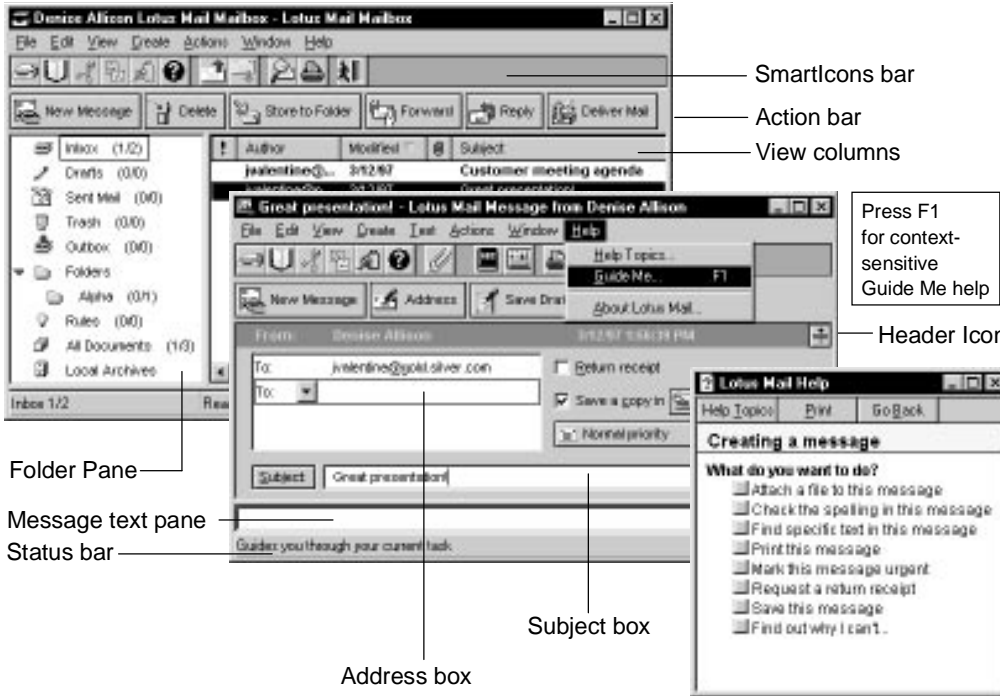 Denise Allison Lotus Mail Mailbox - Lotus Mail Mailbox
File Edit View Create Actions Window Help
SmartIcons bar
New Message Delete Store to Folder Forward Reply Deliver Mail
Action bar
Inbox (1/2)
Drafts (0/0)
Sent Mail (0/0)
Trash (0/0)
Outbox (0/0)
Folders
Alpha (0/1)
Rules (0/0)
All Documents (1/3)
Local Archives
! Author Modified Subject
View columns
jvalentine@... 3/12/97 Customer meeting agenda
jvalentine@... 3/12/97 Great presentation!
Inbox 1/2
Great presentation! - Lotus Mail Message from Denise Allison
File Edit View Create Text Actions Window Help
Help Topics...
Guide Me... F1
About Lotus Mail...
Press F1
for context-
sensitive
Guide Me help
New Message Address Save Draft
From: Denise Allison 3/12/97 1:56:39 PM
Header Icon
To: jvalentine@gold.silver.com
To:
Return receipt
Save a copy in
Normal priority
Subject Great presentation!
Guides you through your current task
Folder Pane
Message text pane
Status bar
Subject box
Address box
Lotus Mail Help
Help Topics Print Go Back
Creating a message
What do you want to do?
Attach a file to this message
Check the spelling in this message
Find specific text in this message
Print this message
Mark this message urgent
Request a return receipt
Save this message
Find out why I can't...